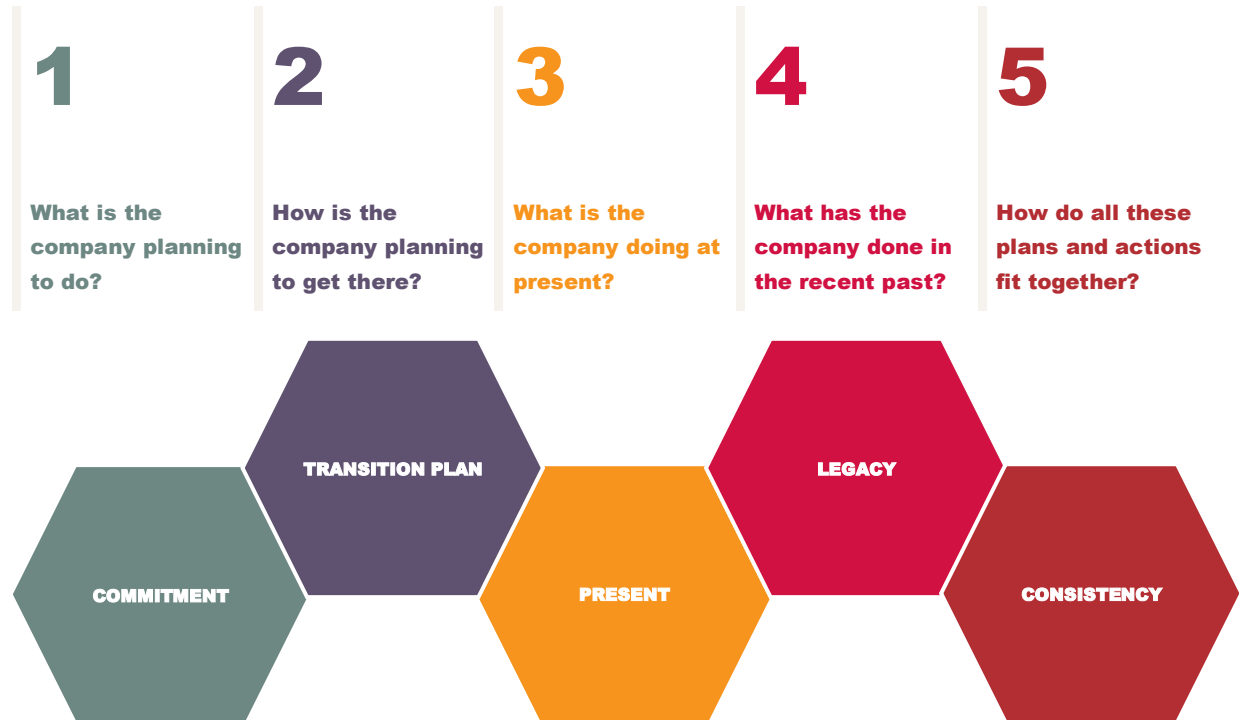 1
What is the
company planning
to do?
2
How is the
company planning
to get there?
3
What is the
company doing at
present?
4
What has the
company done in
the recent past?
5
How do all these
plans and actions
fit together?
COMMITMENT
TRANSITION PLAN
PRESENT
LEGACY
CONSISTENCY